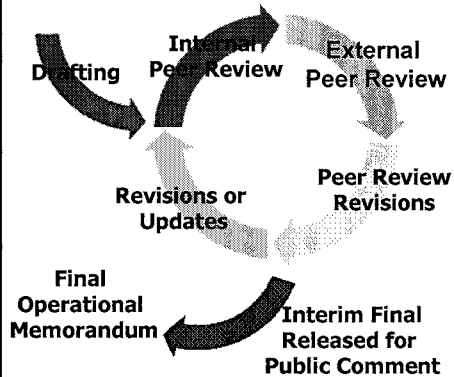 Drafting
Internal
Peer Review
External
Peer Review
Peer Review
Revisions
Revisions or
Updates
Final
Operational
Memorandum
Interim Final
Released for
Public Comment